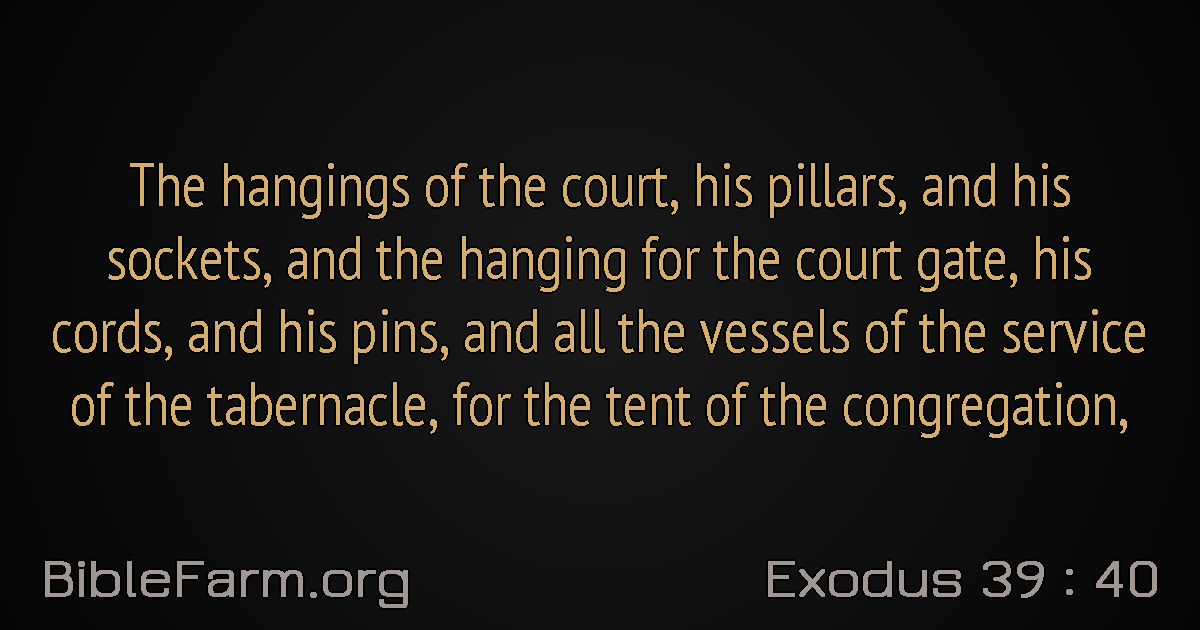 The hangings of the court, his pillars, and his
sockets, and the hanging for the court gate, his
cords, and his pins, and all the vessels of the service
of the tabernacle, for the tent of the congregation,
BibleFarm.org
Exodus 39 : 40